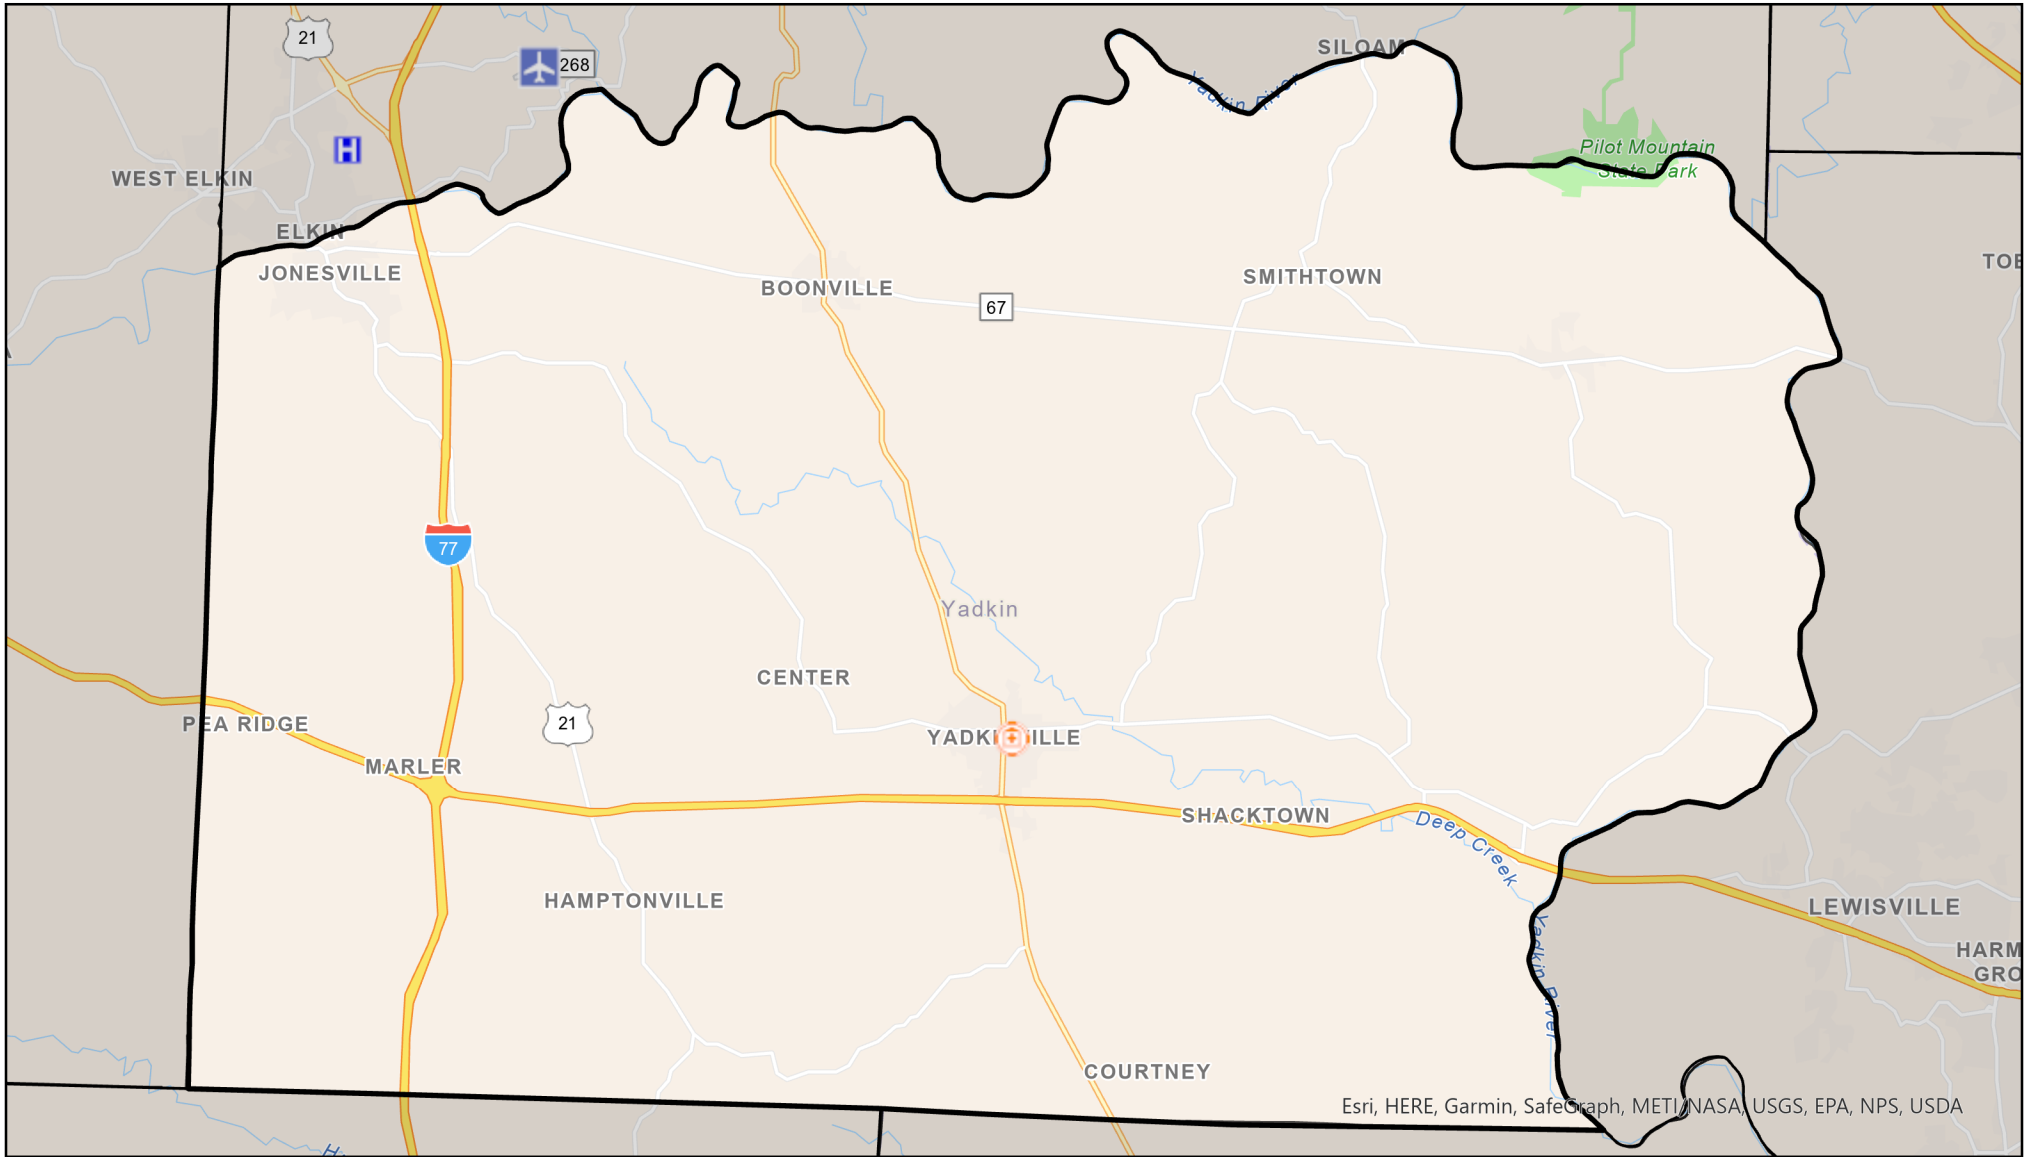 21
SILOAM
268
Yadkin River
Pilot Mountain
State Park
WEST ELKIN
ELKIN
JONESVILLE
BOONVILLE
67
SMITHTOWN
TOE
77
Yadkin
CENTER
PEA RIDGE
21
YADKINVILLE
MARLER
SHACKTOWN
Deep Creek
HAMPTONVILLE
LEWISVILLE
Yadkin River
HARM
GRO
COURTNEY
Esri, HERE, Garmin, SafeGraph, METI/NASA, USGS, EPA, NPS, USDA